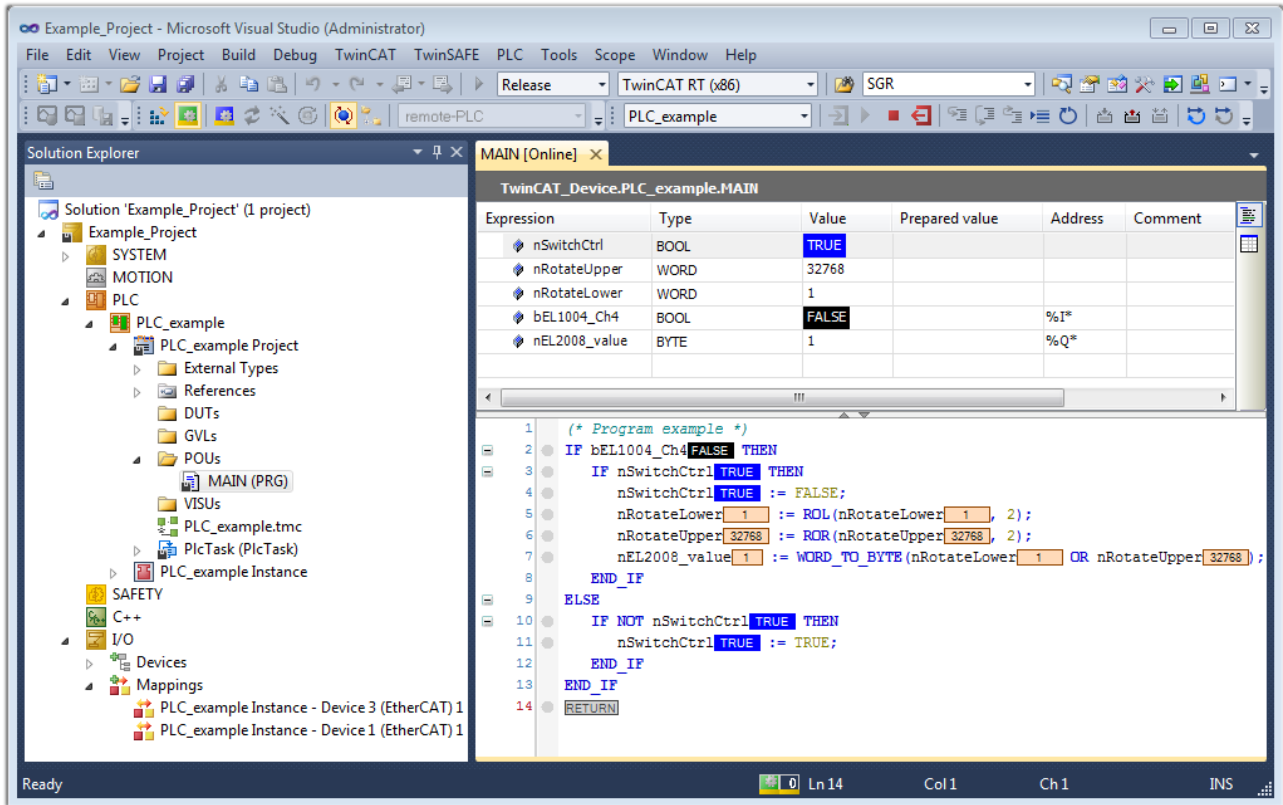 Example_Project - Microsoft Visual Studio (Administrator)
File Edit View Project Build Debug TwinCAT TwinSAFE PLC Tools Scope Window Help
Release TwinCAT RT (x86) SGR
remote-PLC PLC_example
Solution Explorer
Solution 'Example_Project' (1 project)
Example_Project
SYSTEM
MOTION
PLC
PLC_example
PLC_example Project
External Types
References
DUTs
GVLs
POUs
MAIN (PRG)
VISUs
PLC_example.tmc
PlcTask (PlcTask)
PLC_example Instance
SAFETY
C++
I/O
Devices
Mappings
PLC_example Instance - Device 3 (EtherCAT) 1
PLC_example Instance - Device 1 (EtherCAT) 1
MAIN [Online]
TwinCAT_Device.PLC_example.MAIN
Expression Type Value Prepared value Address Comment
nSwitchCtrl BOOL TRUE
nRotateUpper WORD 32768
nRotateLower WORD 1
bEL1004_Ch4 BOOL FALSE %I*
nEL2008_value BYTE 1 %Q*
1 (* Program example *)
2 IF bEL1004_Ch4 FALSE THEN
3 IF nSwitchCtrl TRUE THEN
4 nSwitchCtrl TRUE := FALSE;
5 nRotateLower 1 := ROL(nRotateLower 1 , 2);
6 nRotateUpper 32768 := ROR(nRotateUpper 32768 , 2);
7 nEL2008_value 1 := WORD_TO_BYTE(nRotateLower 1 OR nRotateUpper 32768 );
8 END_IF
9 ELSE
10 IF NOT nSwitchCtrl TRUE THEN
11 nSwitchCtrl TRUE := TRUE;
12 END_IF
13 END_IF
14 RETURN
Ready 0 Ln 14 Col 1 Ch 1 INS